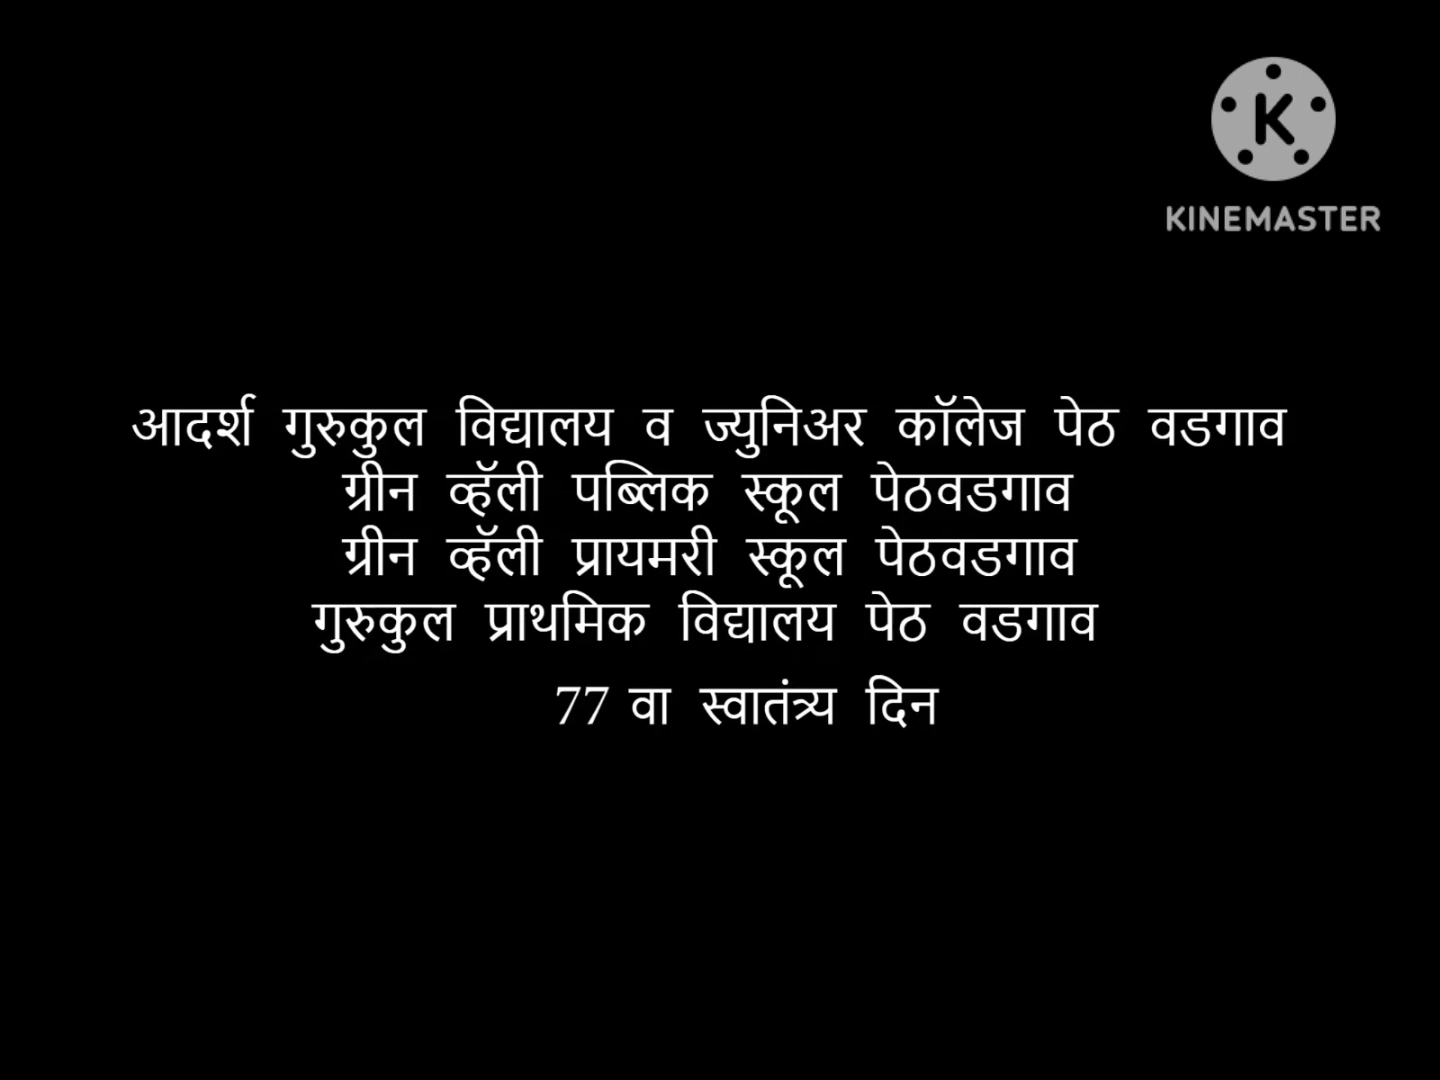 KINEMASTER
आदर्श गुरुकुल विद्यालय व ज्युनिअर कॉलेज पेठ वडगाव
ग्रीन व्हॅली पब्लिक स्कूल पेठवडगाव
ग्रीन व्हॅली प्रायमरी स्कूल पेठवडगाव
गुरुकुल प्राथमिक विद्यालय पेठ वडगाव
77 वा स्वातंत्र्य दिन